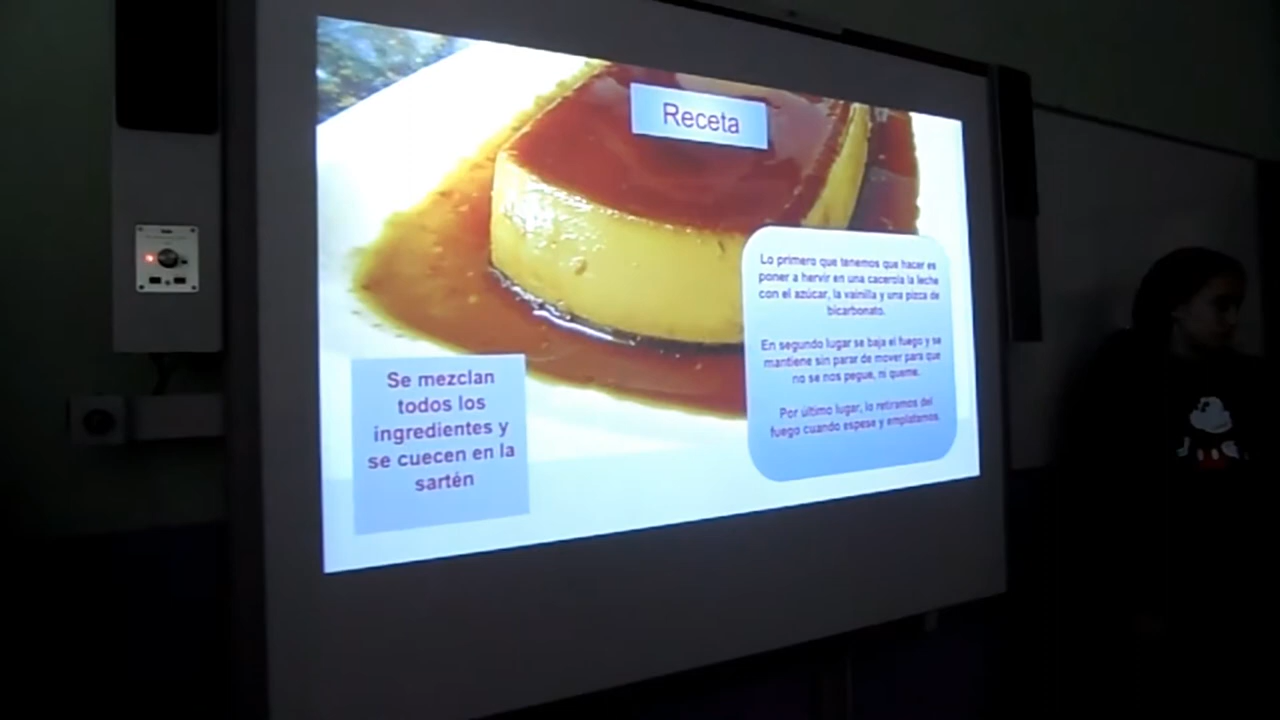 Receta
Se mezclan
todos los
ingredientes y
se cuecen en la
sartén
Lo primero que tenemos que hacer es
poner a hervir en una cacerola la leche
con el azúcar, la vainilla y una pizca de
bicarbonato.
En segundo lugar se baja el fuego y se
mantiene sin parar de mover para que
no se nos pegue, ni queme.
Por último lugar, lo retiramos del
fuego cuando espese y emplatamos.